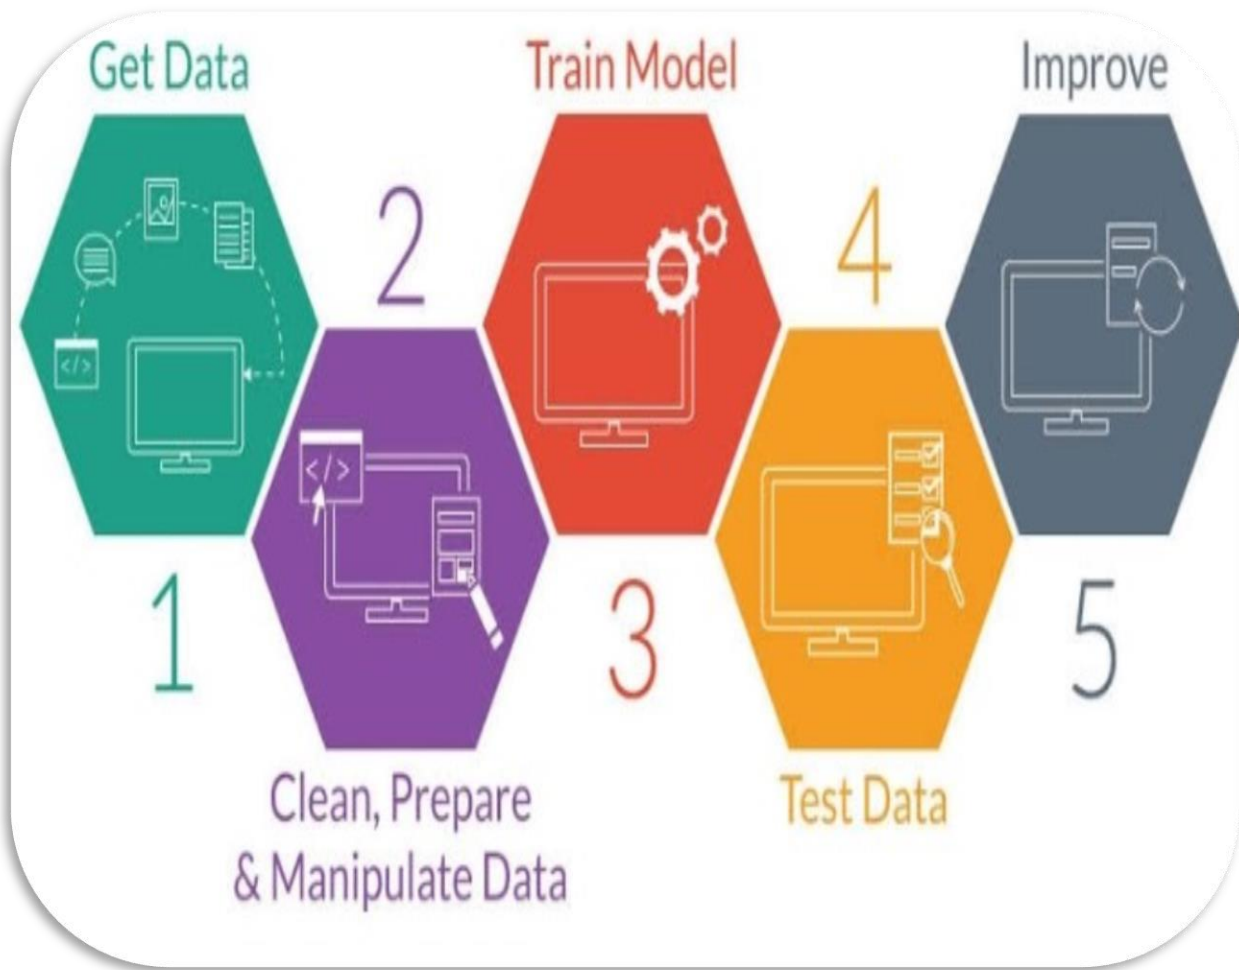 Get Data
1
2
Clean, Prepare
& Manipulate Data
Train Model
3
4
Test Data
Improve
5
</>
</>